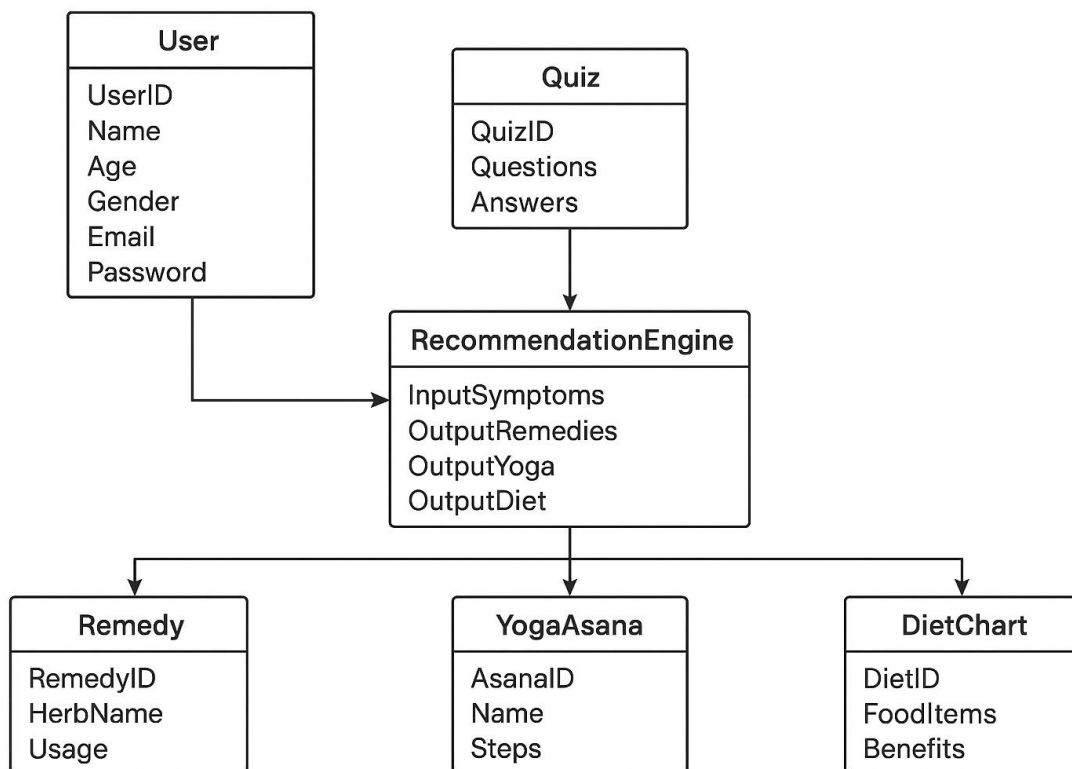 User
UserID
Name
Age
Gender
Email
Password
Quiz
QuizID
Questions
Answers
RecommendationEngine
InputSymptoms
OutputRemedies
OutputYoga
OutputDiet
Remedy
RemedyID
HerbName
Usage
YogaAsana
AsanaID
Name
Steps
DietChart
DietID
FoodItems
Benefits